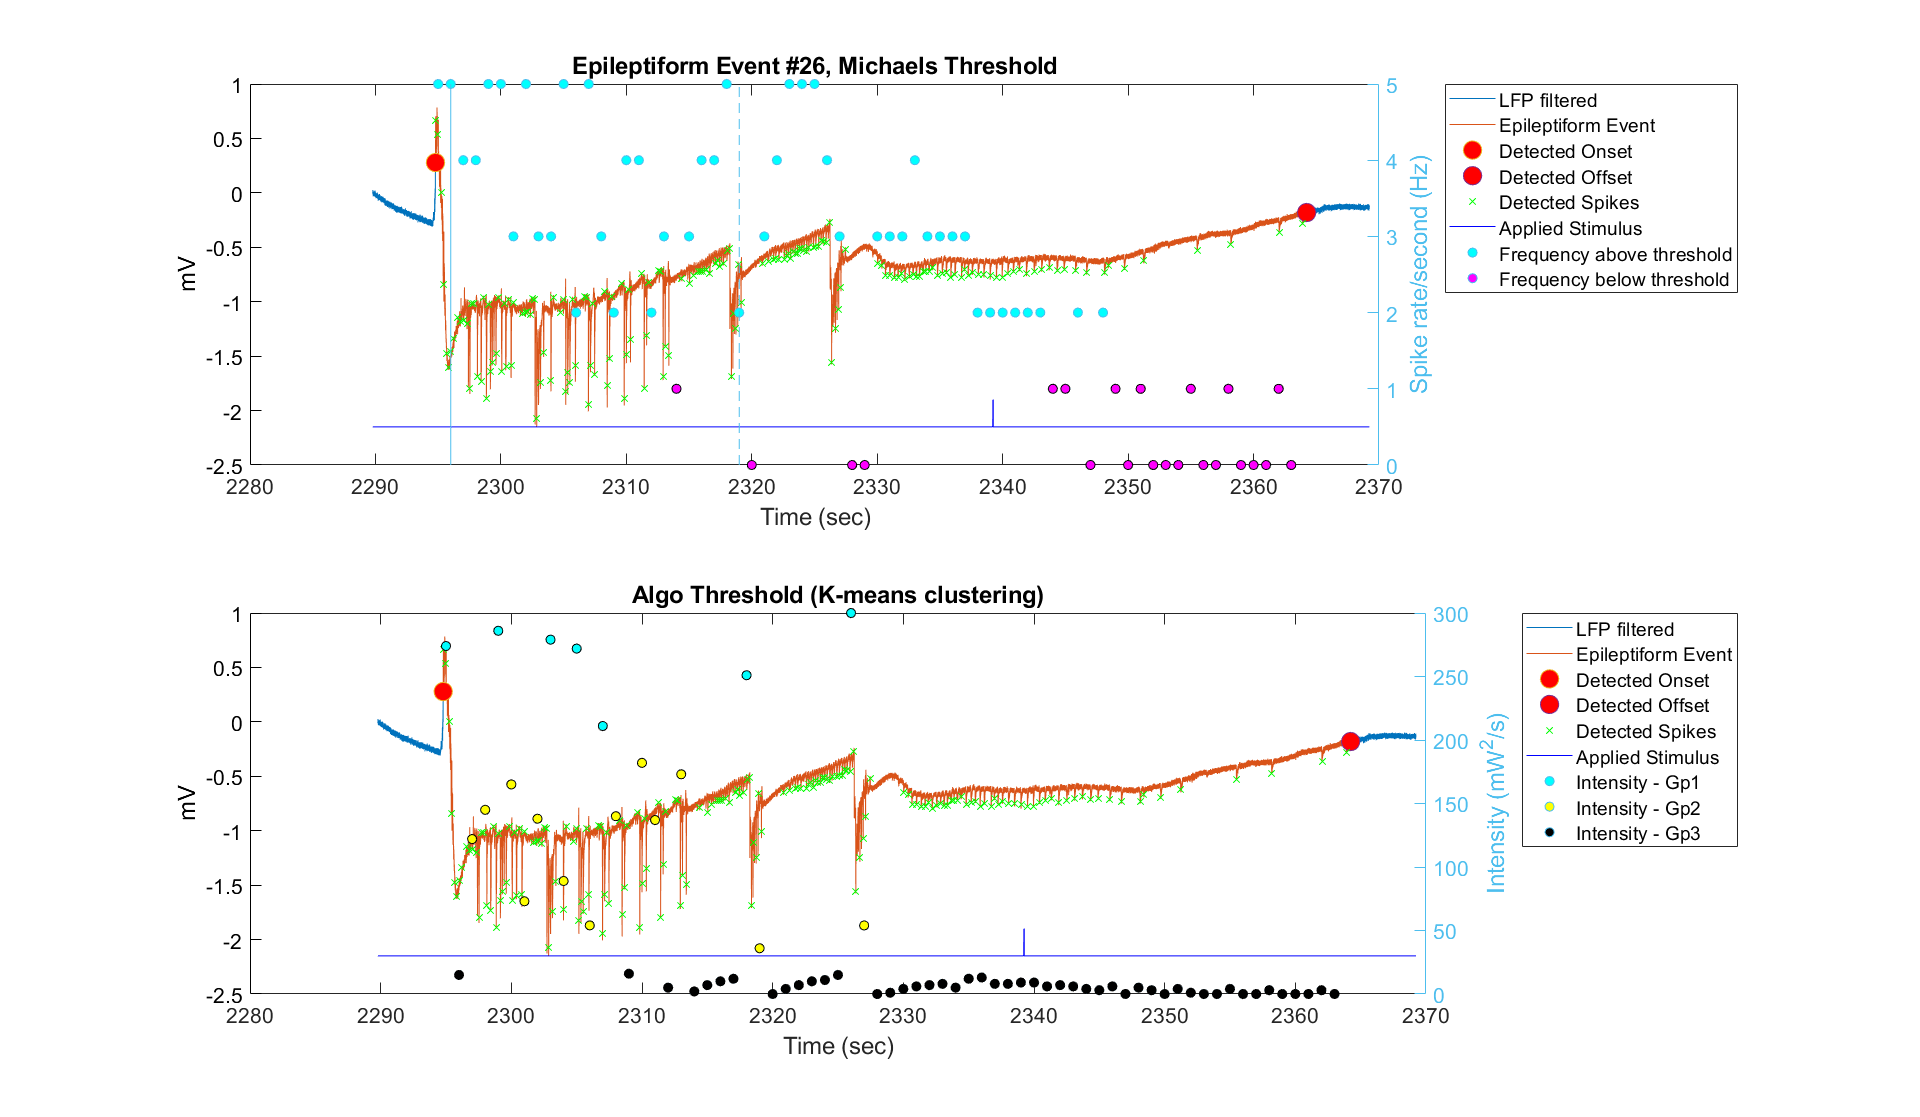 Epileptiform Event #26, Michaels Threshold
1
0.5
0
-0.5
-1
-1.5
-2
-2.5
mV
2280
2290
2300
2310
2320
2330
2340
2350
2360
2370
Time (sec)
5
4
3
2
1
0
Spike rate/second (Hz)
LFP filtered
Epileptiform Event
Detected Onset
Detected Offset
Detected Spikes
Applied Stimulus
Frequency above threshold
Frequency below threshold
Algo Threshold (K-means clustering)
1
0.5
0
-0.5
-1
-1.5
-2
-2.5
mV
2280
2290
2300
2310
2320
2330
2340
2350
2360
2370
Time (sec)
300
250
200
150
100
50
0
Intensity (mW²/s)
LFP filtered
Epileptiform Event
Detected Onset
Detected Offset
Detected Spikes
Applied Stimulus
Intensity - Gp1
Intensity - Gp2
Intensity - Gp3